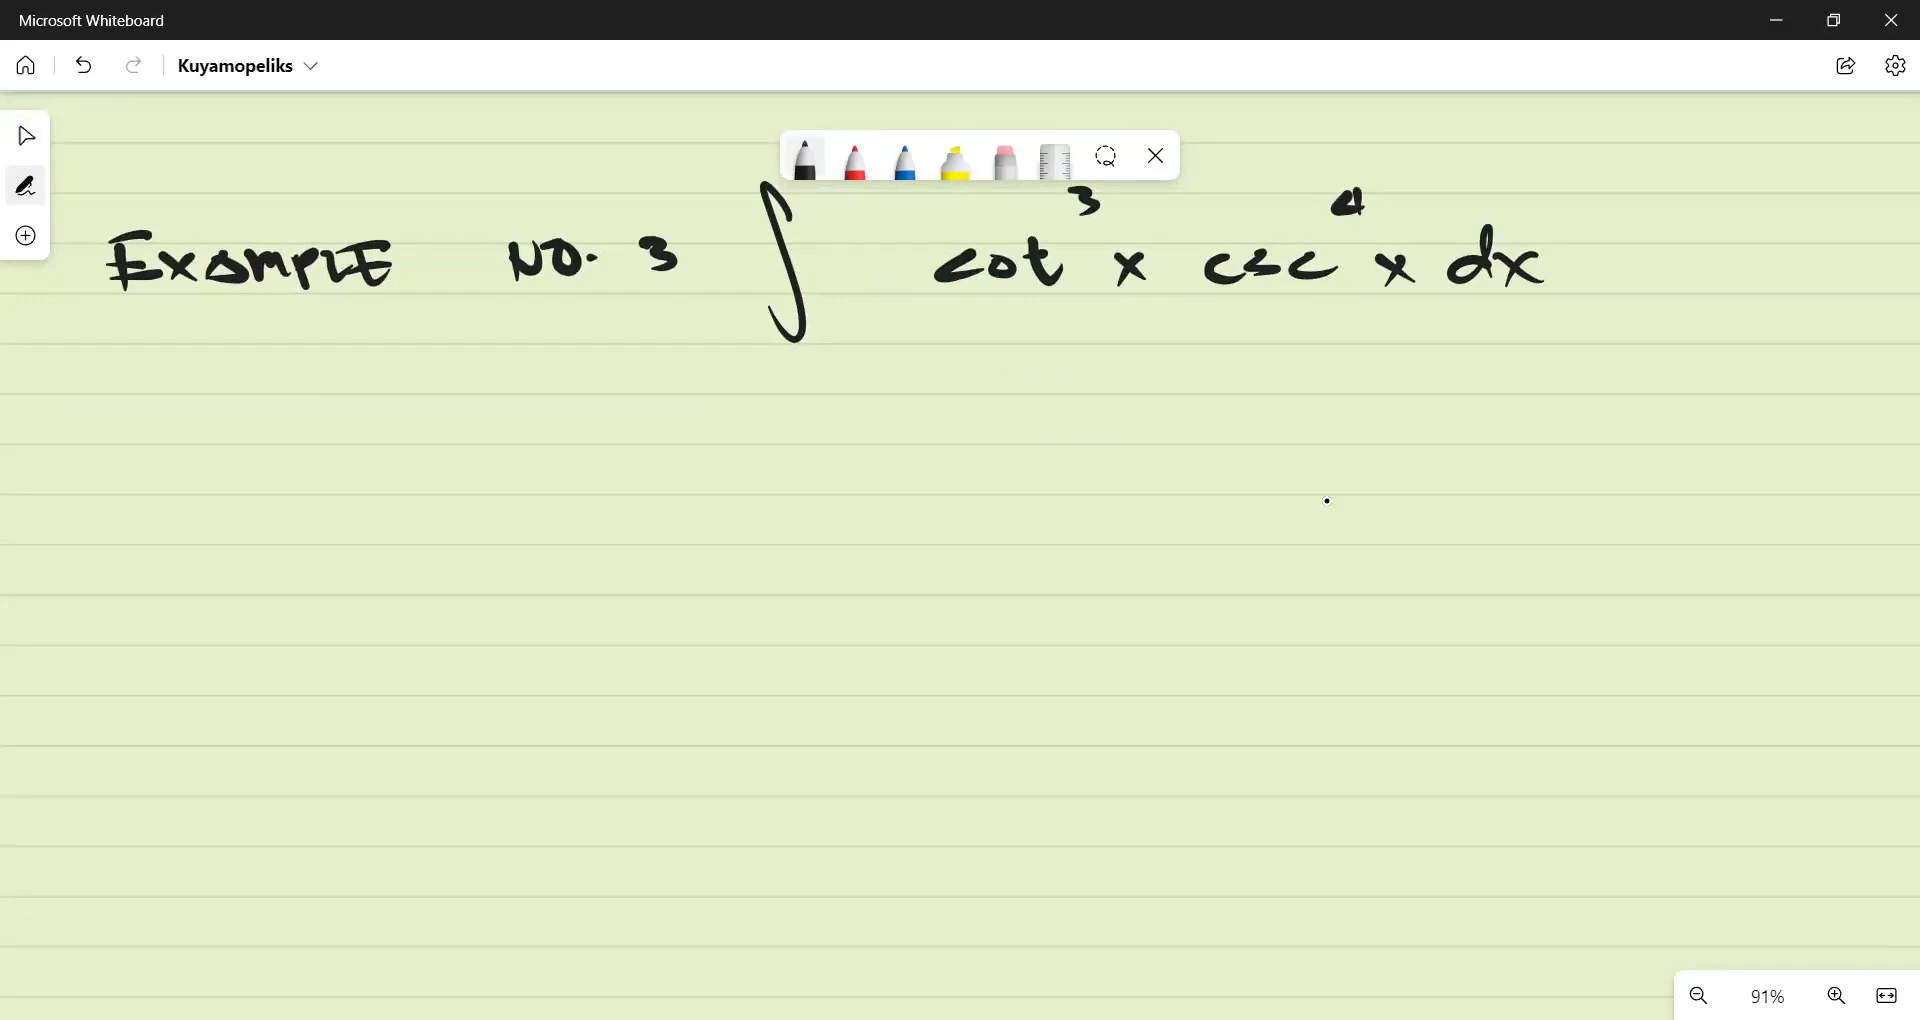 Microsoft Whiteboard
Kuyamopeliks
EXAMPLE NO. 3 ∫ cot³ x csc⁴ x dx
91%